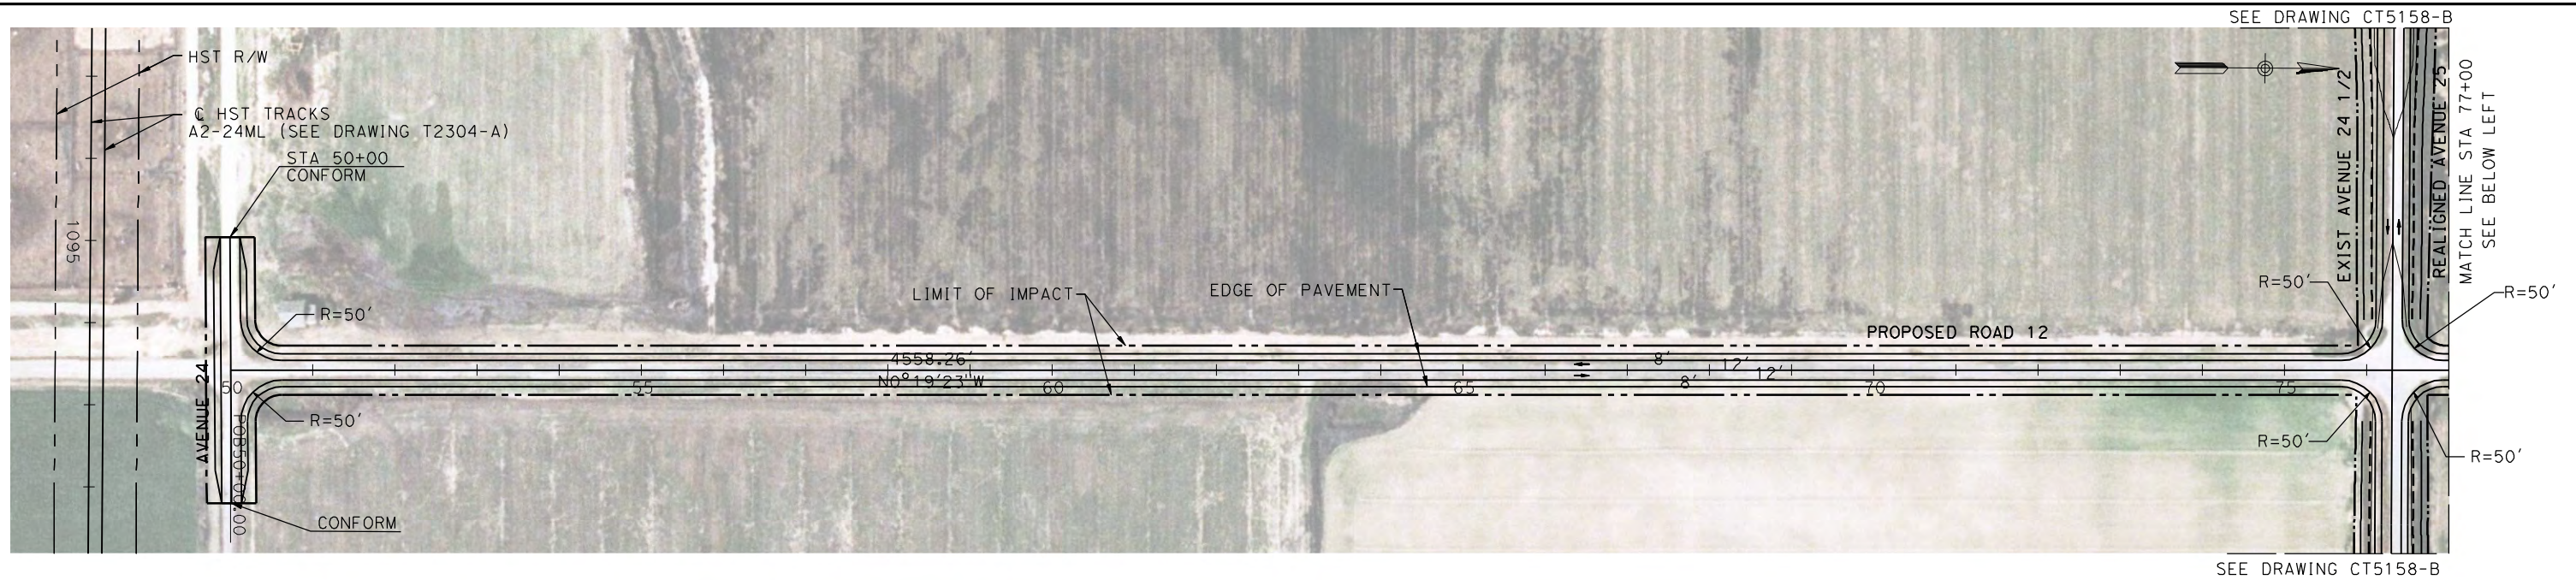 SEE DRAWING CT5158-B
HST R/W
℄ HST TRACKS
A2-24ML (SEE DRAWING T2304-A)
STA 50+00
CONFORM
1095
R=50'
AVENUE 24
50
POB50+00.00
R=50'
CONFORM
LIMIT OF IMPACT
EDGE OF PAVEMENT
PROPOSED ROAD 12
4558.26'
N0°19'23"W
55
60
65
70
75
8'
12'
12'
8'
EXIST AVENUE 24 1/2
REALIGNED AVENUE 25
MATCH LINE STA 77+00
SEE BELOW LEFT
R=50'
R=50'
R=50'
R=50'
SEE DRAWING CT5158-B